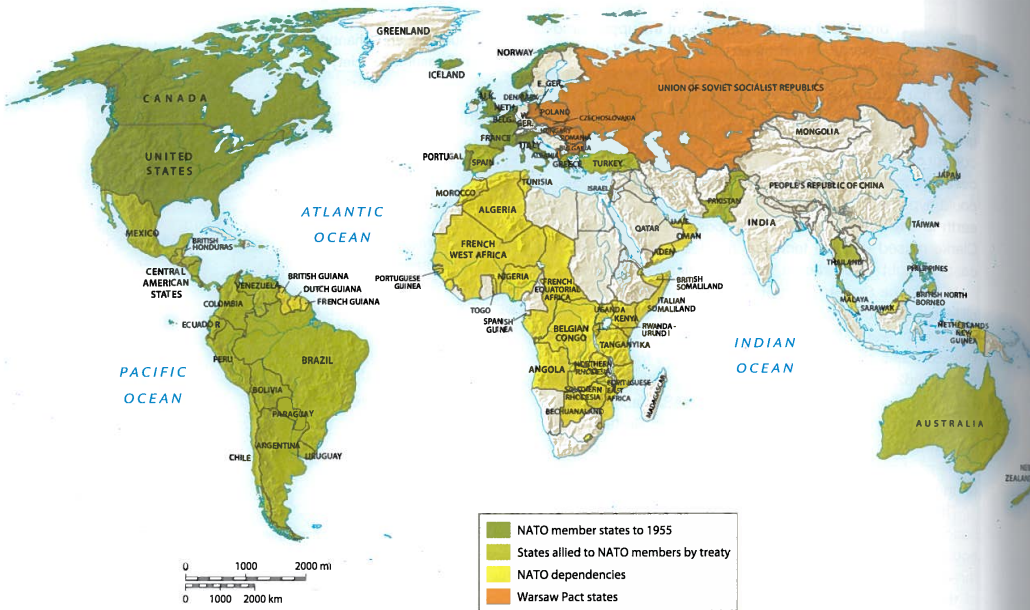 GREENLAND
NORWAY
ICELAND
CANADA
UNITED
STATES
U.K.
DENMARK
E. GER.
NETH.
BELG.
W.
GER.
POLAND
CZECHOSLOVAKIA
HUNGARY
ROMANIA
BULGARIA
ALBANIA
FRANCE
ITALY
PORTUGAL
SPAIN
GREECE
TURKEY
UNION OF SOVIET SOCIALIST REPUBLICS
MONGOLIA
PEOPLE'S REPUBLIC OF CHINA
JAPAN
TAIWAN
PAKISTAN
INDIA
ISRAEL
QATAR
OMAN
ADEN
TUNISIA
MOROCCO
ALGERIA
ATLANTIC
OCEAN
MEXICO
BRITISH
HONDURAS
CENTRAL
AMERICAN
STATES
BRITISH GUIANA
DUTCH GUIANA
FRENCH GUIANA
VENEZUELA
COLOMBIA
ECUADOR
PERU
BRAZIL
BOLIVIA
PARAGUAY
ARGENTINA
URUGUAY
CHILE
PACIFIC
OCEAN
FRENCH
WEST AFRICA
PORTUGUESE
GUINEA
NIGERIA
TOGO
SPANISH
GUINEA
FRENCH
EQUATORIAL
AFRICA
BRITISH
SOMALILAND
ITALIAN
SOMALILAND
UGANDA
KENYA
RWANDA-
URUNDI
BELGIAN
CONGO
TANGANYIKA
ANGOLA
NORTHERN
RHODESIA
SOUTHERN
RHODESIA
PORTUGUESE
EAST
AFRICA
BECHUANALAND
MADAGASCAR
INDIAN
OCEAN
THAILAND
PHILIPPINES
MALAYA
SARAWAK
BRITISH NORTH
BORNEO
NETHERLANDS
NEW
GUINEA
AUSTRALIA
ZEALAN
NATO member states to 1955
States allied to NATO members by treaty
NATO dependencies
Warsaw Pact states
0 1000 2000 mi
0 1000 2000 km